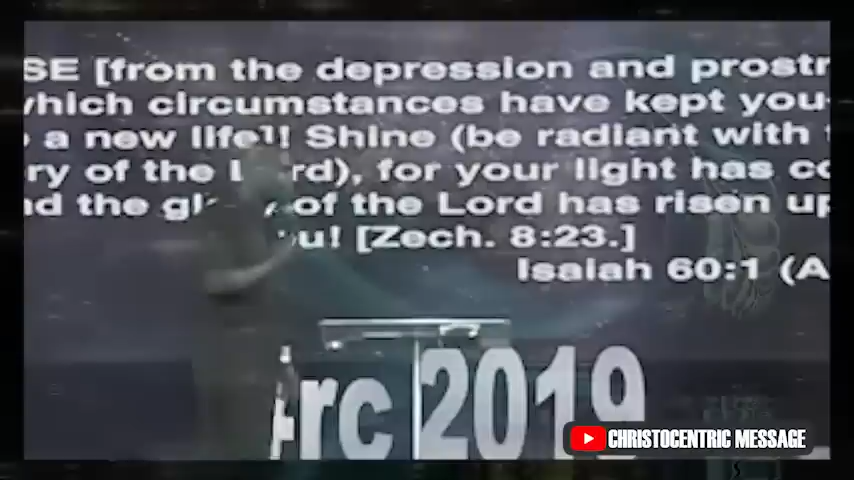 SE [from the depression and prostr
which circumstances have kept you
a new life]! Shine (be radiant with
ry of the L rd), for your light has co
nd the gl of the Lord has risen up
u! [Zech. 8:23.]
Isaiah 60:1 (A
rc 2019
CHRISTOCENTRIC MESSAGE